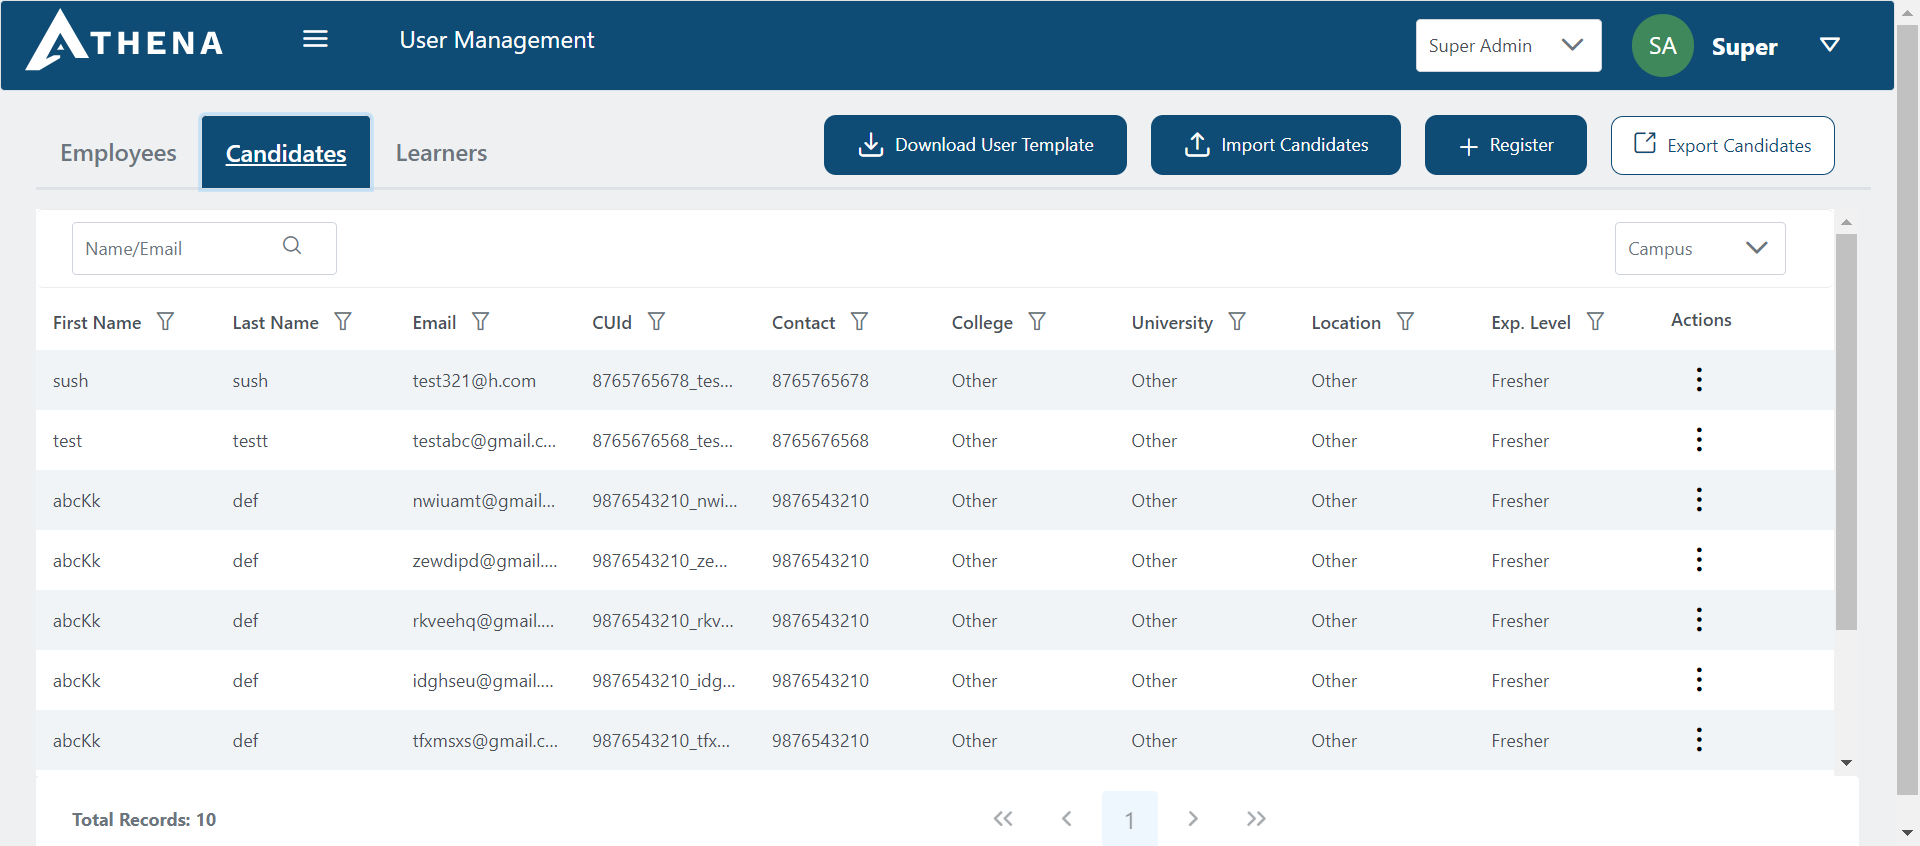 ATHENA User Management Super Admin SA Super
Employees Candidates Learners Download User Template Import Candidates + Register Export Candidates
Name/Email Campus
First Name Last Name Email CUId Contact College University Location Exp. Level Actions
sush sush test321@h.com 8765765678_tes... 8765765678 Other Other Other Fresher
test testt testabc@gmail.c... 8765676568_tes... 8765676568 Other Other Other Fresher
abcKk def nwiuamt@gmail.... 9876543210_nwi... 9876543210 Other Other Other Fresher
abcKk def zewdipd@gmail.... 9876543210_ze... 9876543210 Other Other Other Fresher
abcKk def rkveehq@gmail.... 9876543210_rkv... 9876543210 Other Other Other Fresher
abcKk def idghseu@gmail.... 9876543210_idg... 9876543210 Other Other Other Fresher
abcKk def tfxmsxs@gmail.c... 9876543210_tfx... 9876543210 Other Other Other Fresher
Total Records: 10 << < 1 > >>